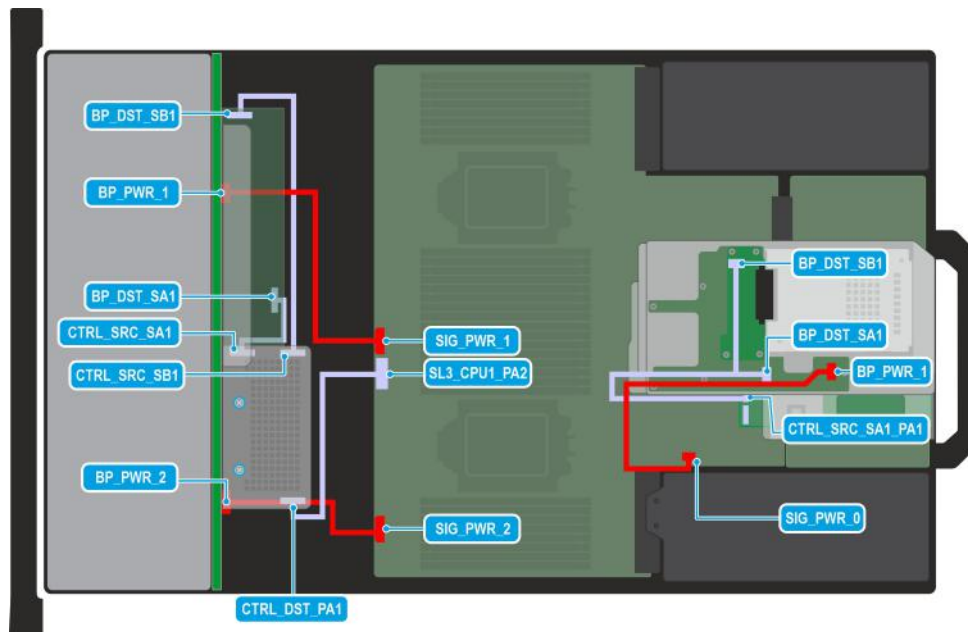 BP_DST_SB1
BP_PWR_1
BP_DST_SA1
CTRL_SRC_SA1
CTRL_SRC_SB1
BP_PWR_2
CTRL_DST_PA1
SIG_PWR_1
SL3_CPU1_PA2
SIG_PWR_2
BP_DST_SB1
BP_DST_SA1
BP_PWR_1
CTRL_SRC_SA1_PA1
SIG_PWR_0